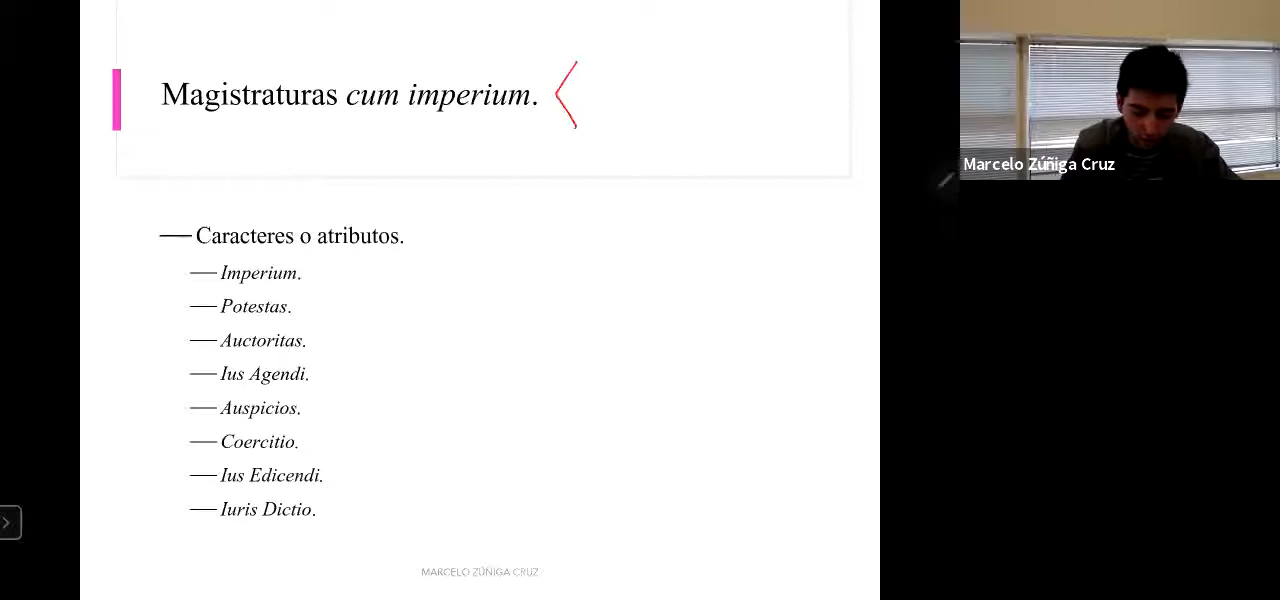 Magistraturas cum imperium.
Marcelo Zúñiga Cruz
Caracteres o atributos.
Imperium.
Potestas.
Auctoritas.
Ius Agendi.
Auspicios.
Coercitio.
Ius Edicendi.
Iuris Dictio.
MARCELO ZÚÑIGA CRUZ